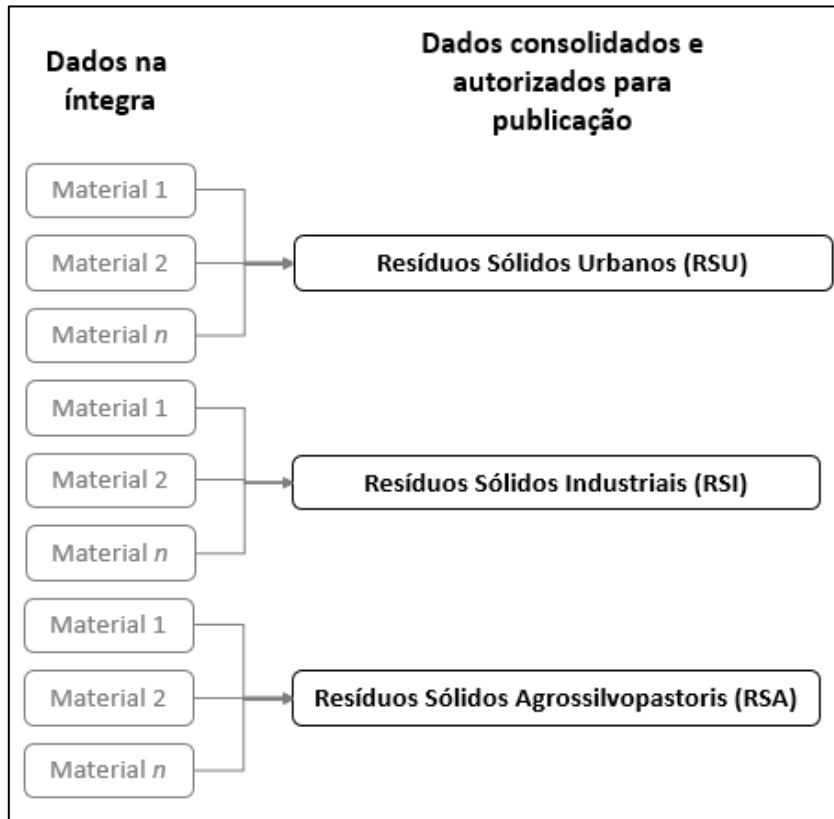 Dados na
íntegra
Dados consolidados e
autorizados para
publicação
Material 1
Material 2
Material n
Resíduos Sólidos Urbanos (RSU)
Material 1
Material 2
Material n
Resíduos Sólidos Industriais (RSI)
Material 1
Material 2
Material n
Resíduos Sólidos Agrossilvopastoris (RSA)